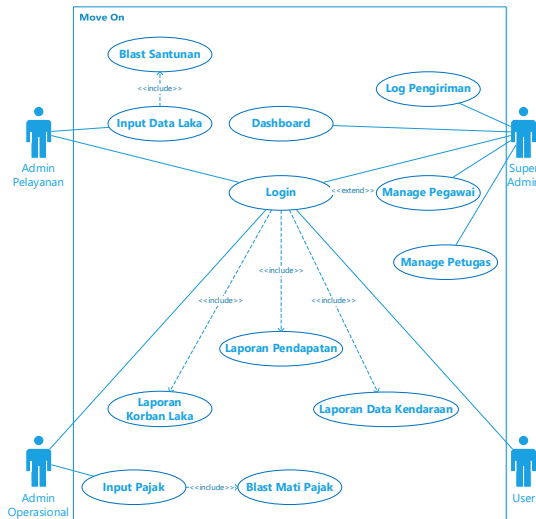 Move On
Blast Santunan
<<include>>
Log Pengiriman
Input Data Laka
Dashboard
Admin
Pelayanan
Super
Admin
Login
<<extend>>
Manage Pegawai
Manage Petugas
<<include>>
<<include>>
<<include>>
Laporan Pendapatan
Laporan
Korban Laka
Laporan Data Kendaraan
Input Pajak
<<include>>
Blast Mati Pajak
Admin
Operasional
User